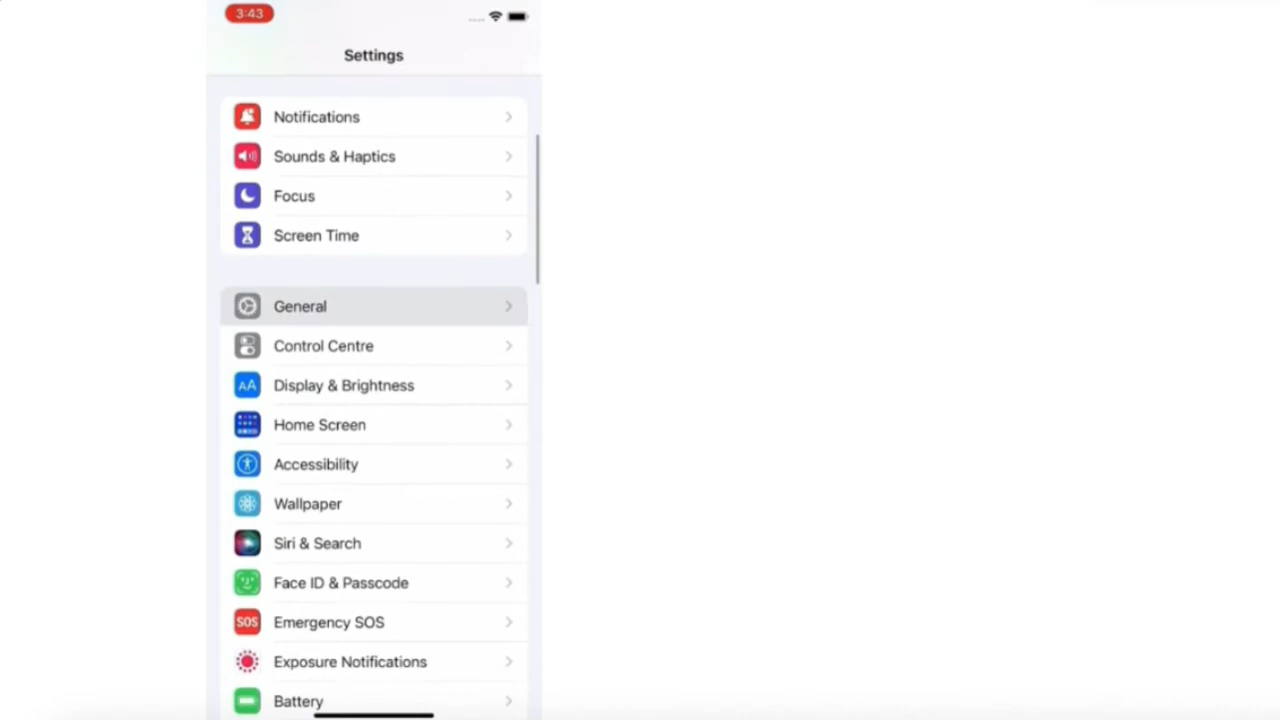 3:43
Settings
Notifications
Sounds & Haptics
Focus
Screen Time
General
Control Centre
AA Display & Brightness
Home Screen
Accessibility
Wallpaper
Siri & Search
Face ID & Passcode
SOS Emergency SOS
Exposure Notifications
Battery